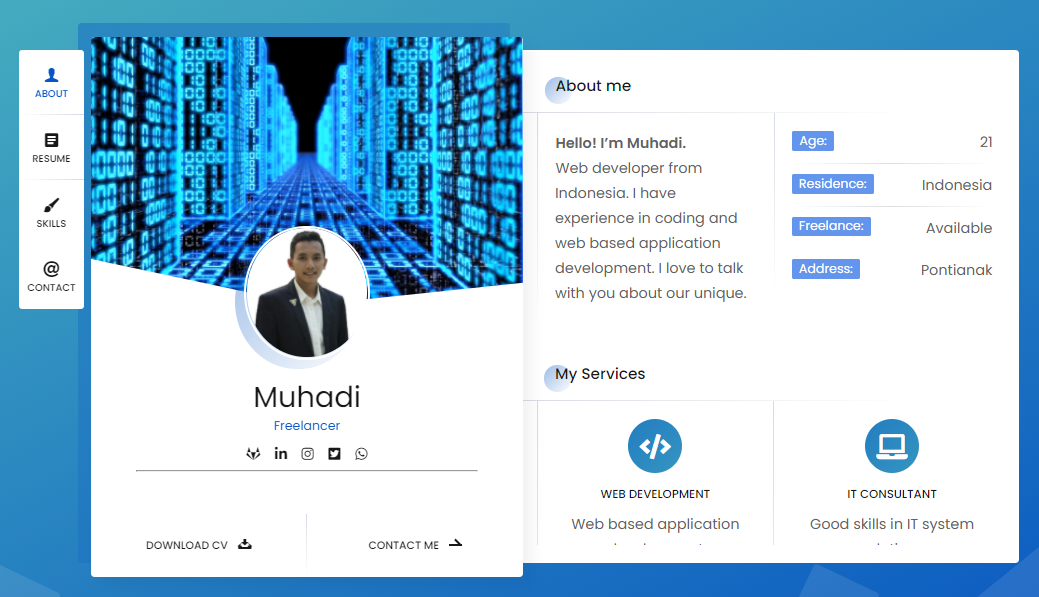 ABOUT
RESUME
SKILLS
@
CONTACT
Muhadi
Freelancer
DOWNLOAD CV
CONTACT ME
About me
Hello! I’m Muhadi.
Web developer from
Indonesia. I have
experience in coding and
web based application
development. I love to talk
with you about our unique.
Age: 21
Residence: Indonesia
Freelance: Available
Address: Pontianak
My Services
WEB DEVELOPMENT
Web based application
IT CONSULTANT
Good skills in IT system